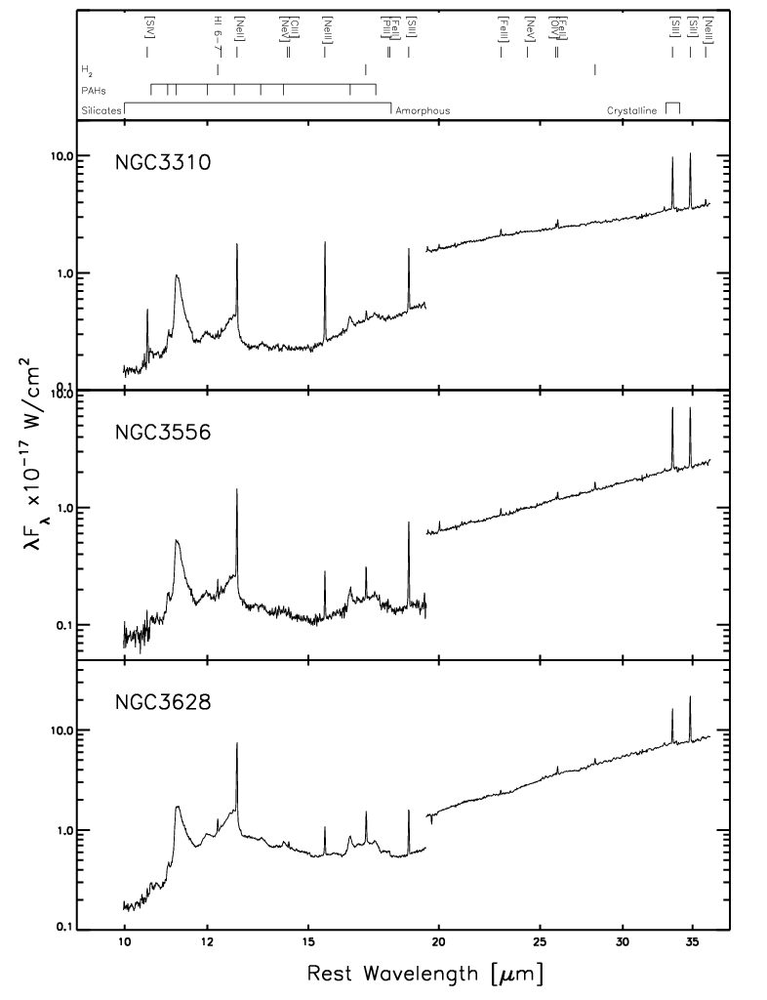 [SIV]
HI 6-7
[NeII]
[NeV]
[ClII]
[NeIII]
[PIII]
[FeII]
[SIII]
[FeIII]
[NeV]
[OIV]
[FeII]
[SIII]
[SiII]
[NeIII]
H2
PAHs
Silicates
Amorphous
Crystalline
NGC3310
10.0
1.0
0.1
NGC3556
10.0
1.0
0.1
NGC3628
10.0
1.0
0.1
λFλ x10−17 W/cm2
10 12 15 20 25 30 35
Rest Wavelength [μm]